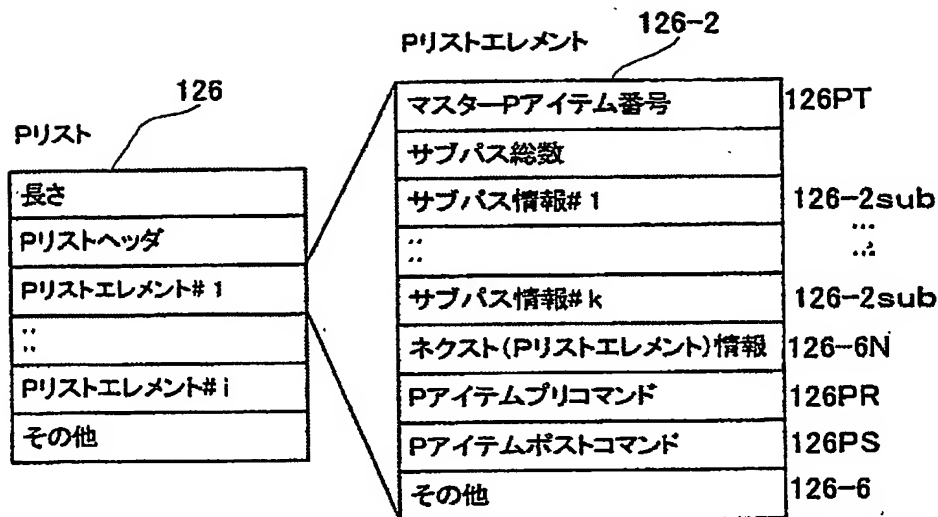 Pリスト
126
長さ
Pリストヘッダ
Pリストエレメント#1
::
Pリストエレメント#i
その他
Pリストエレメント
126-2
マスターPアイテム番号 126PT
サブパス総数
サブパス情報#1 126-2sub
::
サブパス情報#k 126-2sub
ネクスト(Pリストエレメント)情報 126-6N
Pアイテムプリコマンド 126PR
Pアイテムポストコマンド 126PS
その他 126-6